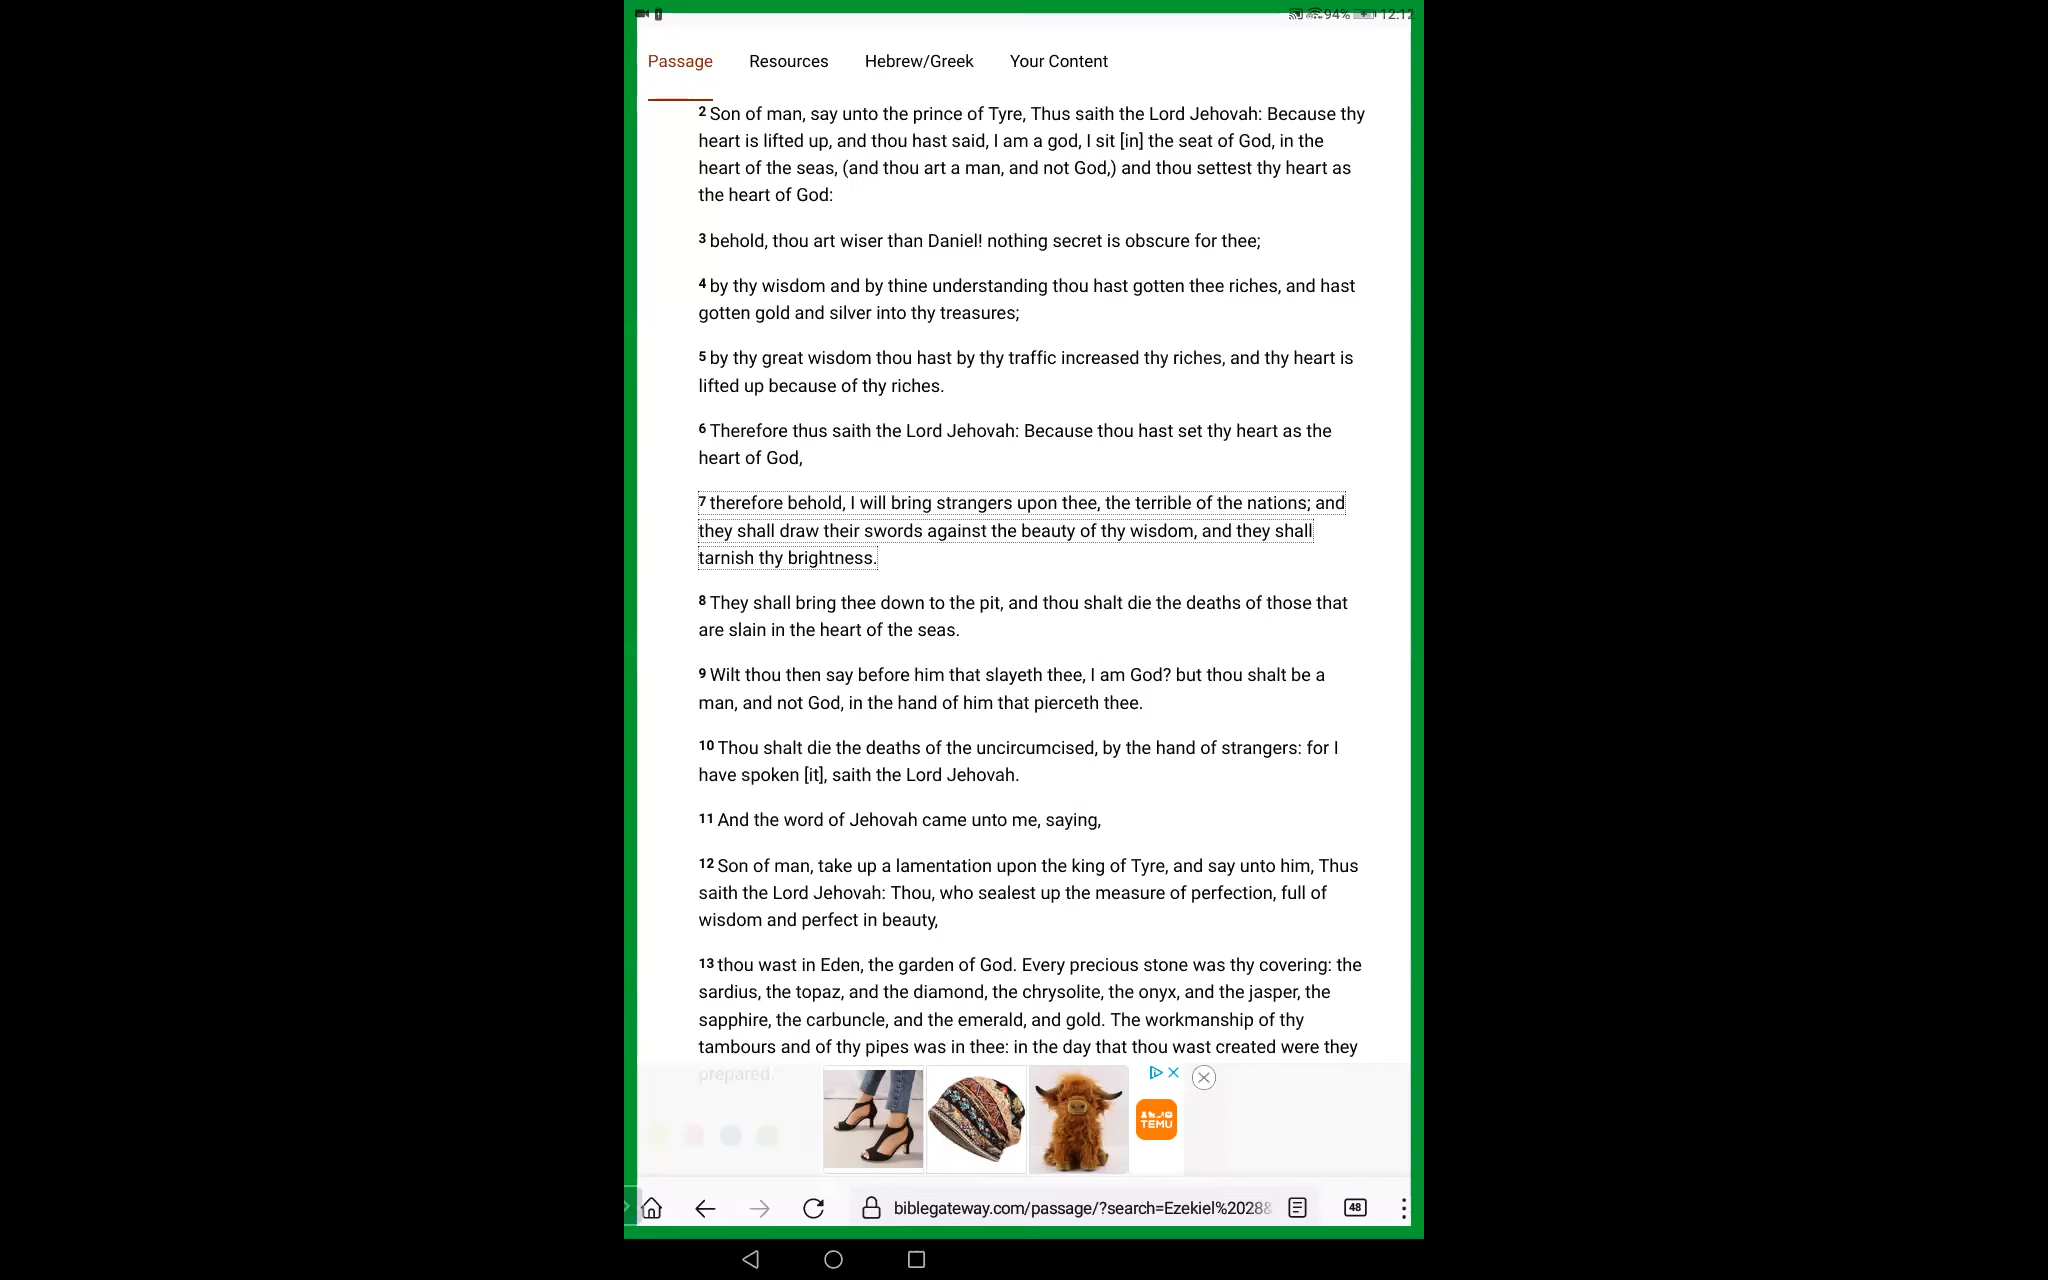 94% 12:12
Passage Resources Hebrew/Greek Your Content
2 Son of man, say unto the prince of Tyre, Thus saith the Lord Jehovah: Because thy
heart is lifted up, and thou hast said, I am a god, I sit [in] the seat of God, in the
heart of the seas, (and thou art a man, and not God,) and thou settest thy heart as
the heart of God:
3 behold, thou art wiser than Daniel! nothing secret is obscure for thee;
4 by thy wisdom and by thine understanding thou hast gotten thee riches, and hast
gotten gold and silver into thy treasures;
5 by thy great wisdom thou hast by thy traffic increased thy riches, and thy heart is
lifted up because of thy riches.
6 Therefore thus saith the Lord Jehovah: Because thou hast set thy heart as the
heart of God,
7 therefore behold, I will bring strangers upon thee, the terrible of the nations; and
they shall draw their swords against the beauty of thy wisdom, and they shall
tarnish thy brightness.
8 They shall bring thee down to the pit, and thou shalt die the deaths of those that
are slain in the heart of the seas.
9 Wilt thou then say before him that slayeth thee, I am God? but thou shalt be a
man, and not God, in the hand of him that pierceth thee.
10 Thou shalt die the deaths of the uncircumcised, by the hand of strangers: for I
have spoken [it], saith the Lord Jehovah.
11 And the word of Jehovah came unto me, saying,
12 Son of man, take up a lamentation upon the king of Tyre, and say unto him, Thus
saith the Lord Jehovah: Thou, who sealest up the measure of perfection, full of
wisdom and perfect in beauty,
13 thou wast in Eden, the garden of God. Every precious stone was thy covering: the
sardius, the topaz, and the diamond, the chrysolite, the onyx, and the jasper, the
sapphire, the carbuncle, and the emerald, and gold. The workmanship of thy
tambours and of thy pipes was in thee: in the day that thou wast created were they
prepared.
TEMU
biblegateway.com/passage/?search=Ezekiel%2028&
48